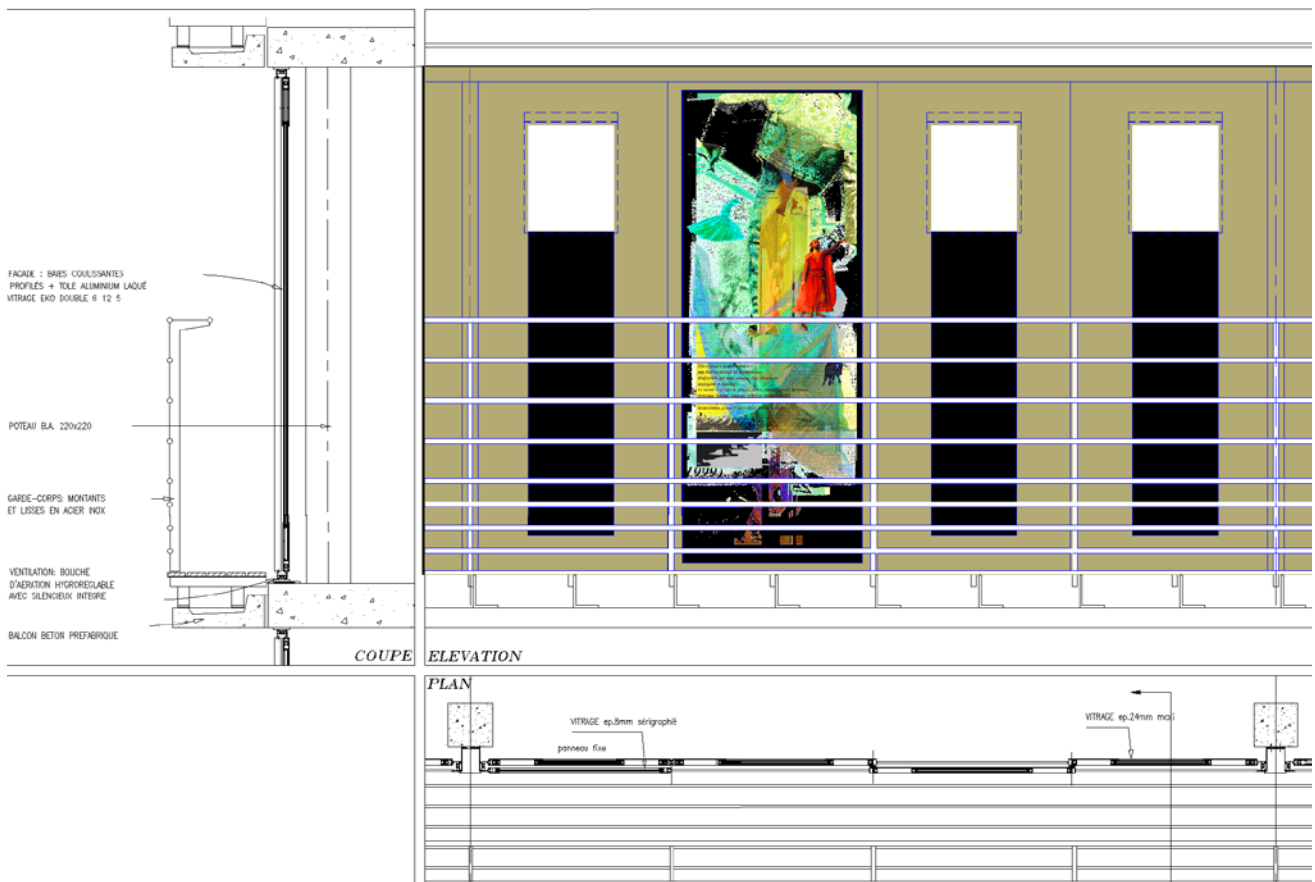 FACADE : BAIES COULISSANTES
PROFILÉS + TOLE ALUMINIUM LAQUÉ
VITRAGE EKO DOUBLE 6 12 5
POTEAU B.A. 220x220
GARDE-CORPS: MONTANTS
ET LISSES EN ACIER INOX
VENTILATION: BOUCHE
D'AERATION HYGROREGLABLE
AVEC SILENCIEUX INTEGRE
BALCON BETON PREFABRIQUE
COUPE
ELEVATION
PLAN
VITRAGE ep.8mm sérigraphié
panneau fixe
VITRAGE ep.24mm